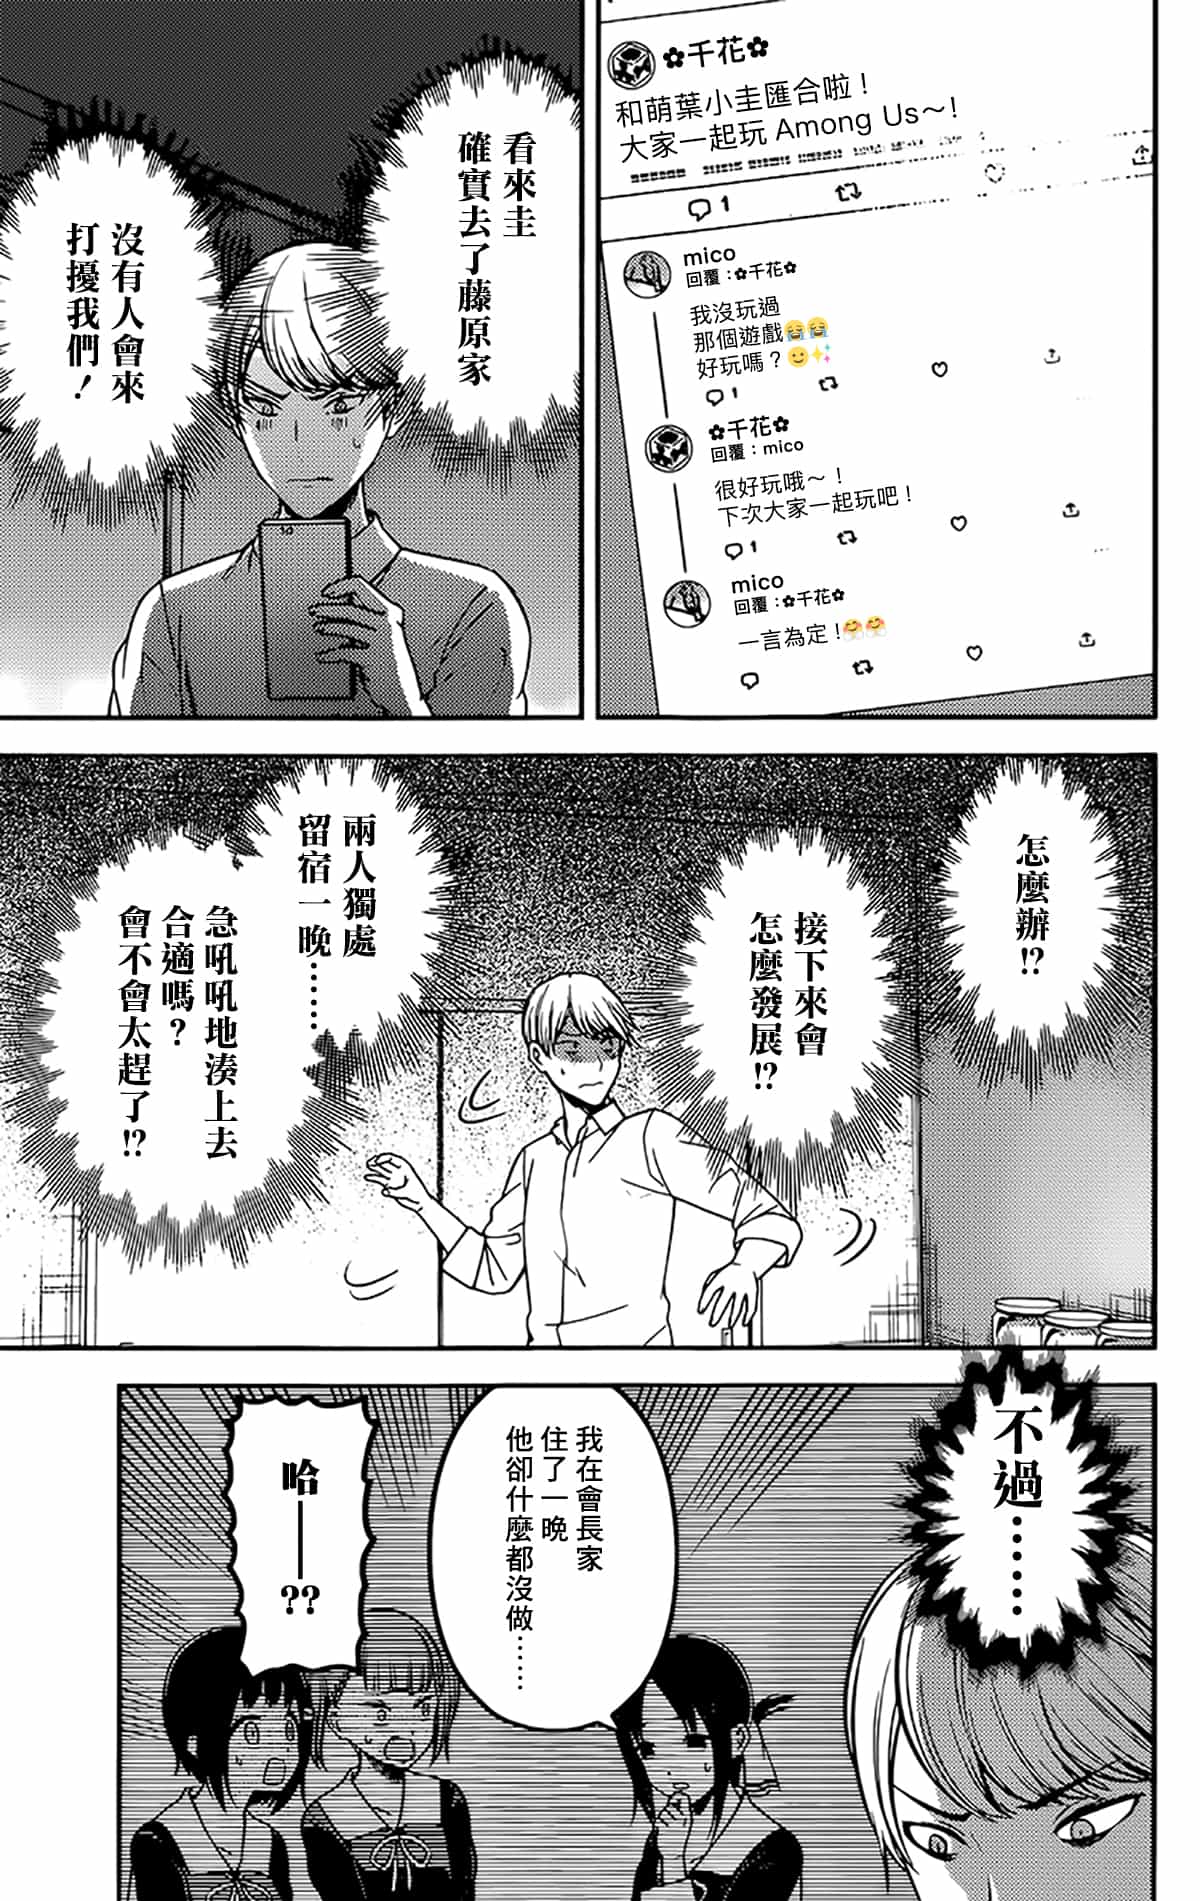 ✿千花✿
和萌葉小圭匯合啦！
大家一起玩 Among Us～！
1
mico
回覆：✿千花✿
我沒玩過
那個遊戲😭😭
好玩嗎？🙂✨
1
✿千花✿
回覆：mico
很好玩哦～！
下次大家一起玩吧！
1
mico
回覆：✿千花✿
一言為定！🤗🤗
看來圭
確實去了藤原家
沒有人會來
打擾我們！
怎麼辦!?
接下來會
怎麼發展!?
兩人獨處
留宿一晚……
急吼吼地湊上去
合適嗎？
會不會太趕了!?
不過……
我在會長家
住了一晚
他卻什麼都沒做……
哈——??